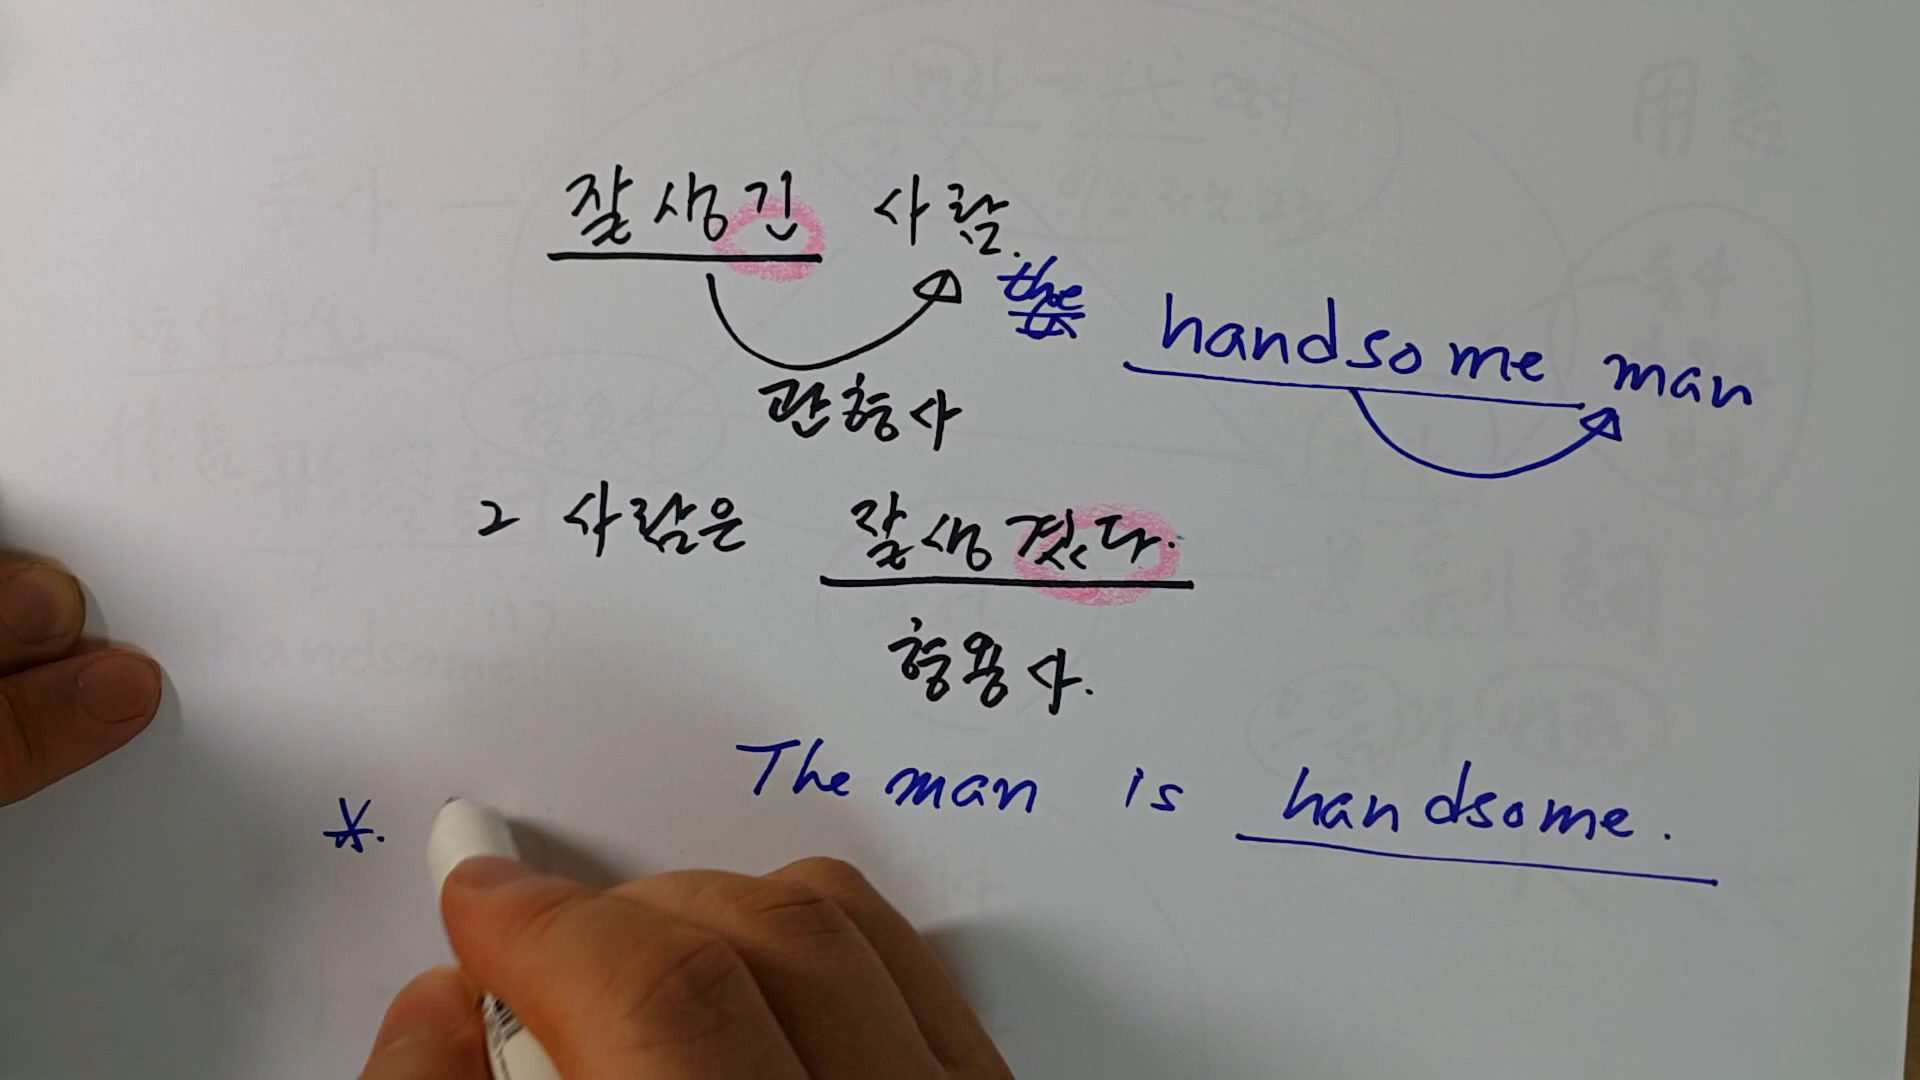 잘생긴 사람.
the handsome man
관형사
그 사람은 잘생겼다.
형용사.
The man is handsome.
*.